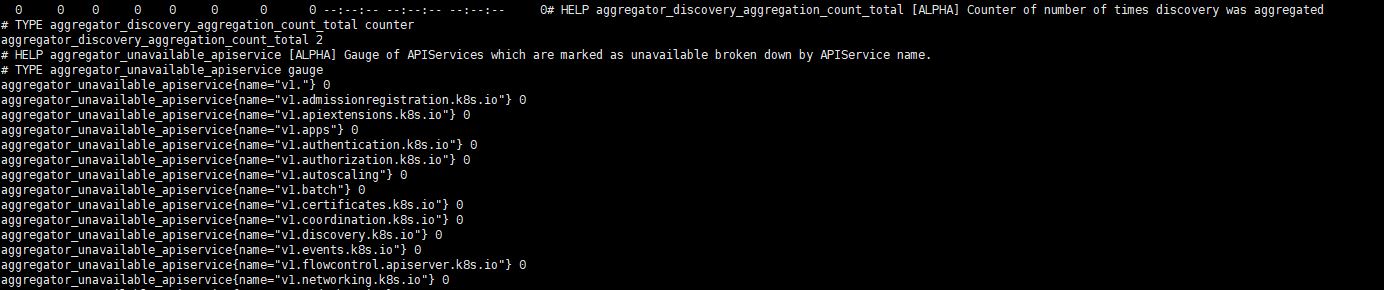 0 0 0 0 0 0 0 0 --:--:-- --:--:-- --:--:-- 0# HELP aggregator_discovery_aggregation_count_total [ALPHA] Counter of number of times discovery was aggregated
# TYPE aggregator_discovery_aggregation_count_total counter
aggregator_discovery_aggregation_count_total 2
# HELP aggregator_unavailable_apiservice [ALPHA] Gauge of APIServices which are marked as unavailable broken down by APIService name.
# TYPE aggregator_unavailable_apiservice gauge
aggregator_unavailable_apiservice{name="v1."} 0
aggregator_unavailable_apiservice{name="v1.admissionregistration.k8s.io"} 0
aggregator_unavailable_apiservice{name="v1.apiextensions.k8s.io"} 0
aggregator_unavailable_apiservice{name="v1.apps"} 0
aggregator_unavailable_apiservice{name="v1.authentication.k8s.io"} 0
aggregator_unavailable_apiservice{name="v1.authorization.k8s.io"} 0
aggregator_unavailable_apiservice{name="v1.autoscaling"} 0
aggregator_unavailable_apiservice{name="v1.batch"} 0
aggregator_unavailable_apiservice{name="v1.certificates.k8s.io"} 0
aggregator_unavailable_apiservice{name="v1.coordination.k8s.io"} 0
aggregator_unavailable_apiservice{name="v1.discovery.k8s.io"} 0
aggregator_unavailable_apiservice{name="v1.events.k8s.io"} 0
aggregator_unavailable_apiservice{name="v1.flowcontrol.apiserver.k8s.io"} 0
aggregator_unavailable_apiservice{name="v1.networking.k8s.io"} 0